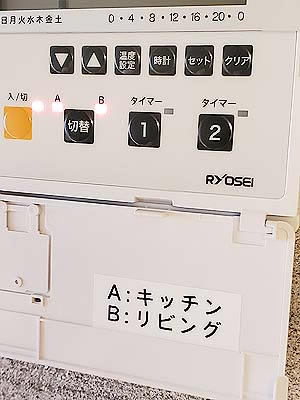 日月火水木金土
0・4・8・12・16・20・0
▼ ▲ 温度設定 時計 セット クリア
入/切 A B タイマー タイマー
切替 1 2
RYOSEI
A:キッチン
B:リビング